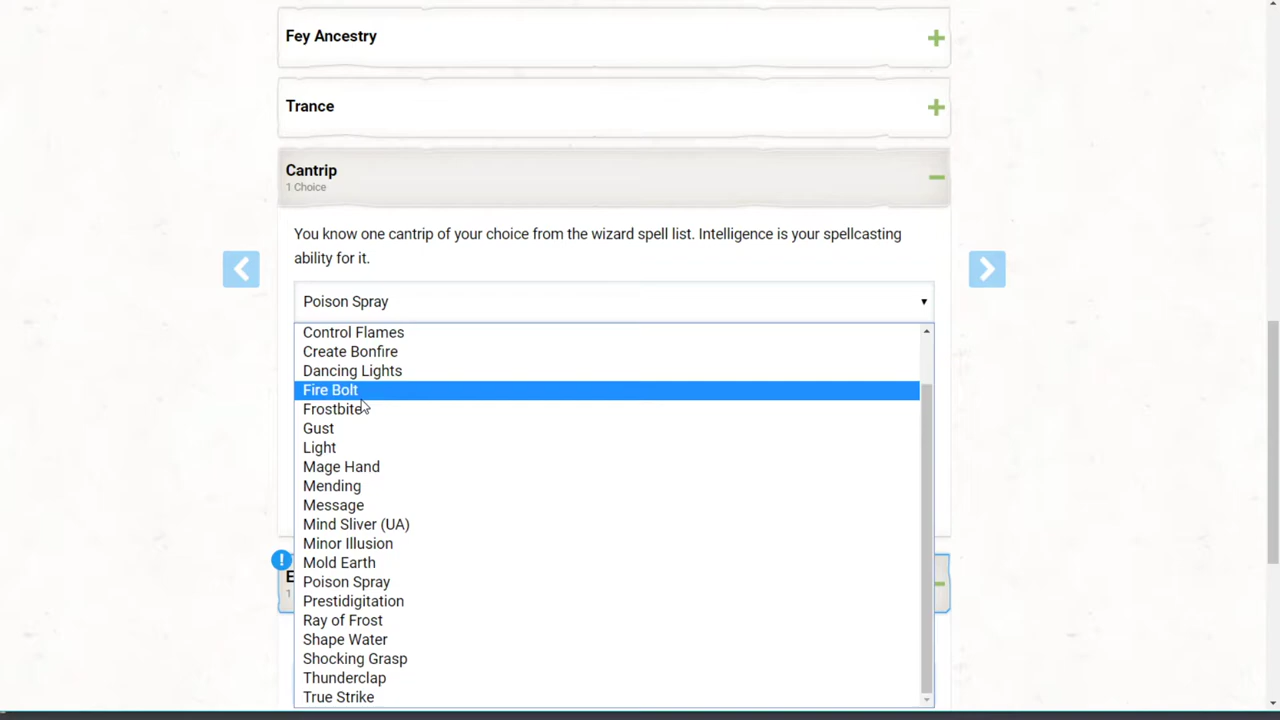 Fey Ancestry
Trance
Cantrip
1 Choice
You know one cantrip of your choice from the wizard spell list. Intelligence is your spellcasting
ability for it.
Poison Spray
Control Flames
Create Bonfire
Dancing Lights
Fire Bolt
Frostbite
Gust
Light
Mage Hand
Mending
Message
Mind Sliver (UA)
Minor Illusion
Mold Earth
!
E
1
Poison Spray
Prestidigitation
Ray of Frost
Shape Water
Shocking Grasp
Thunderclap
True Strike